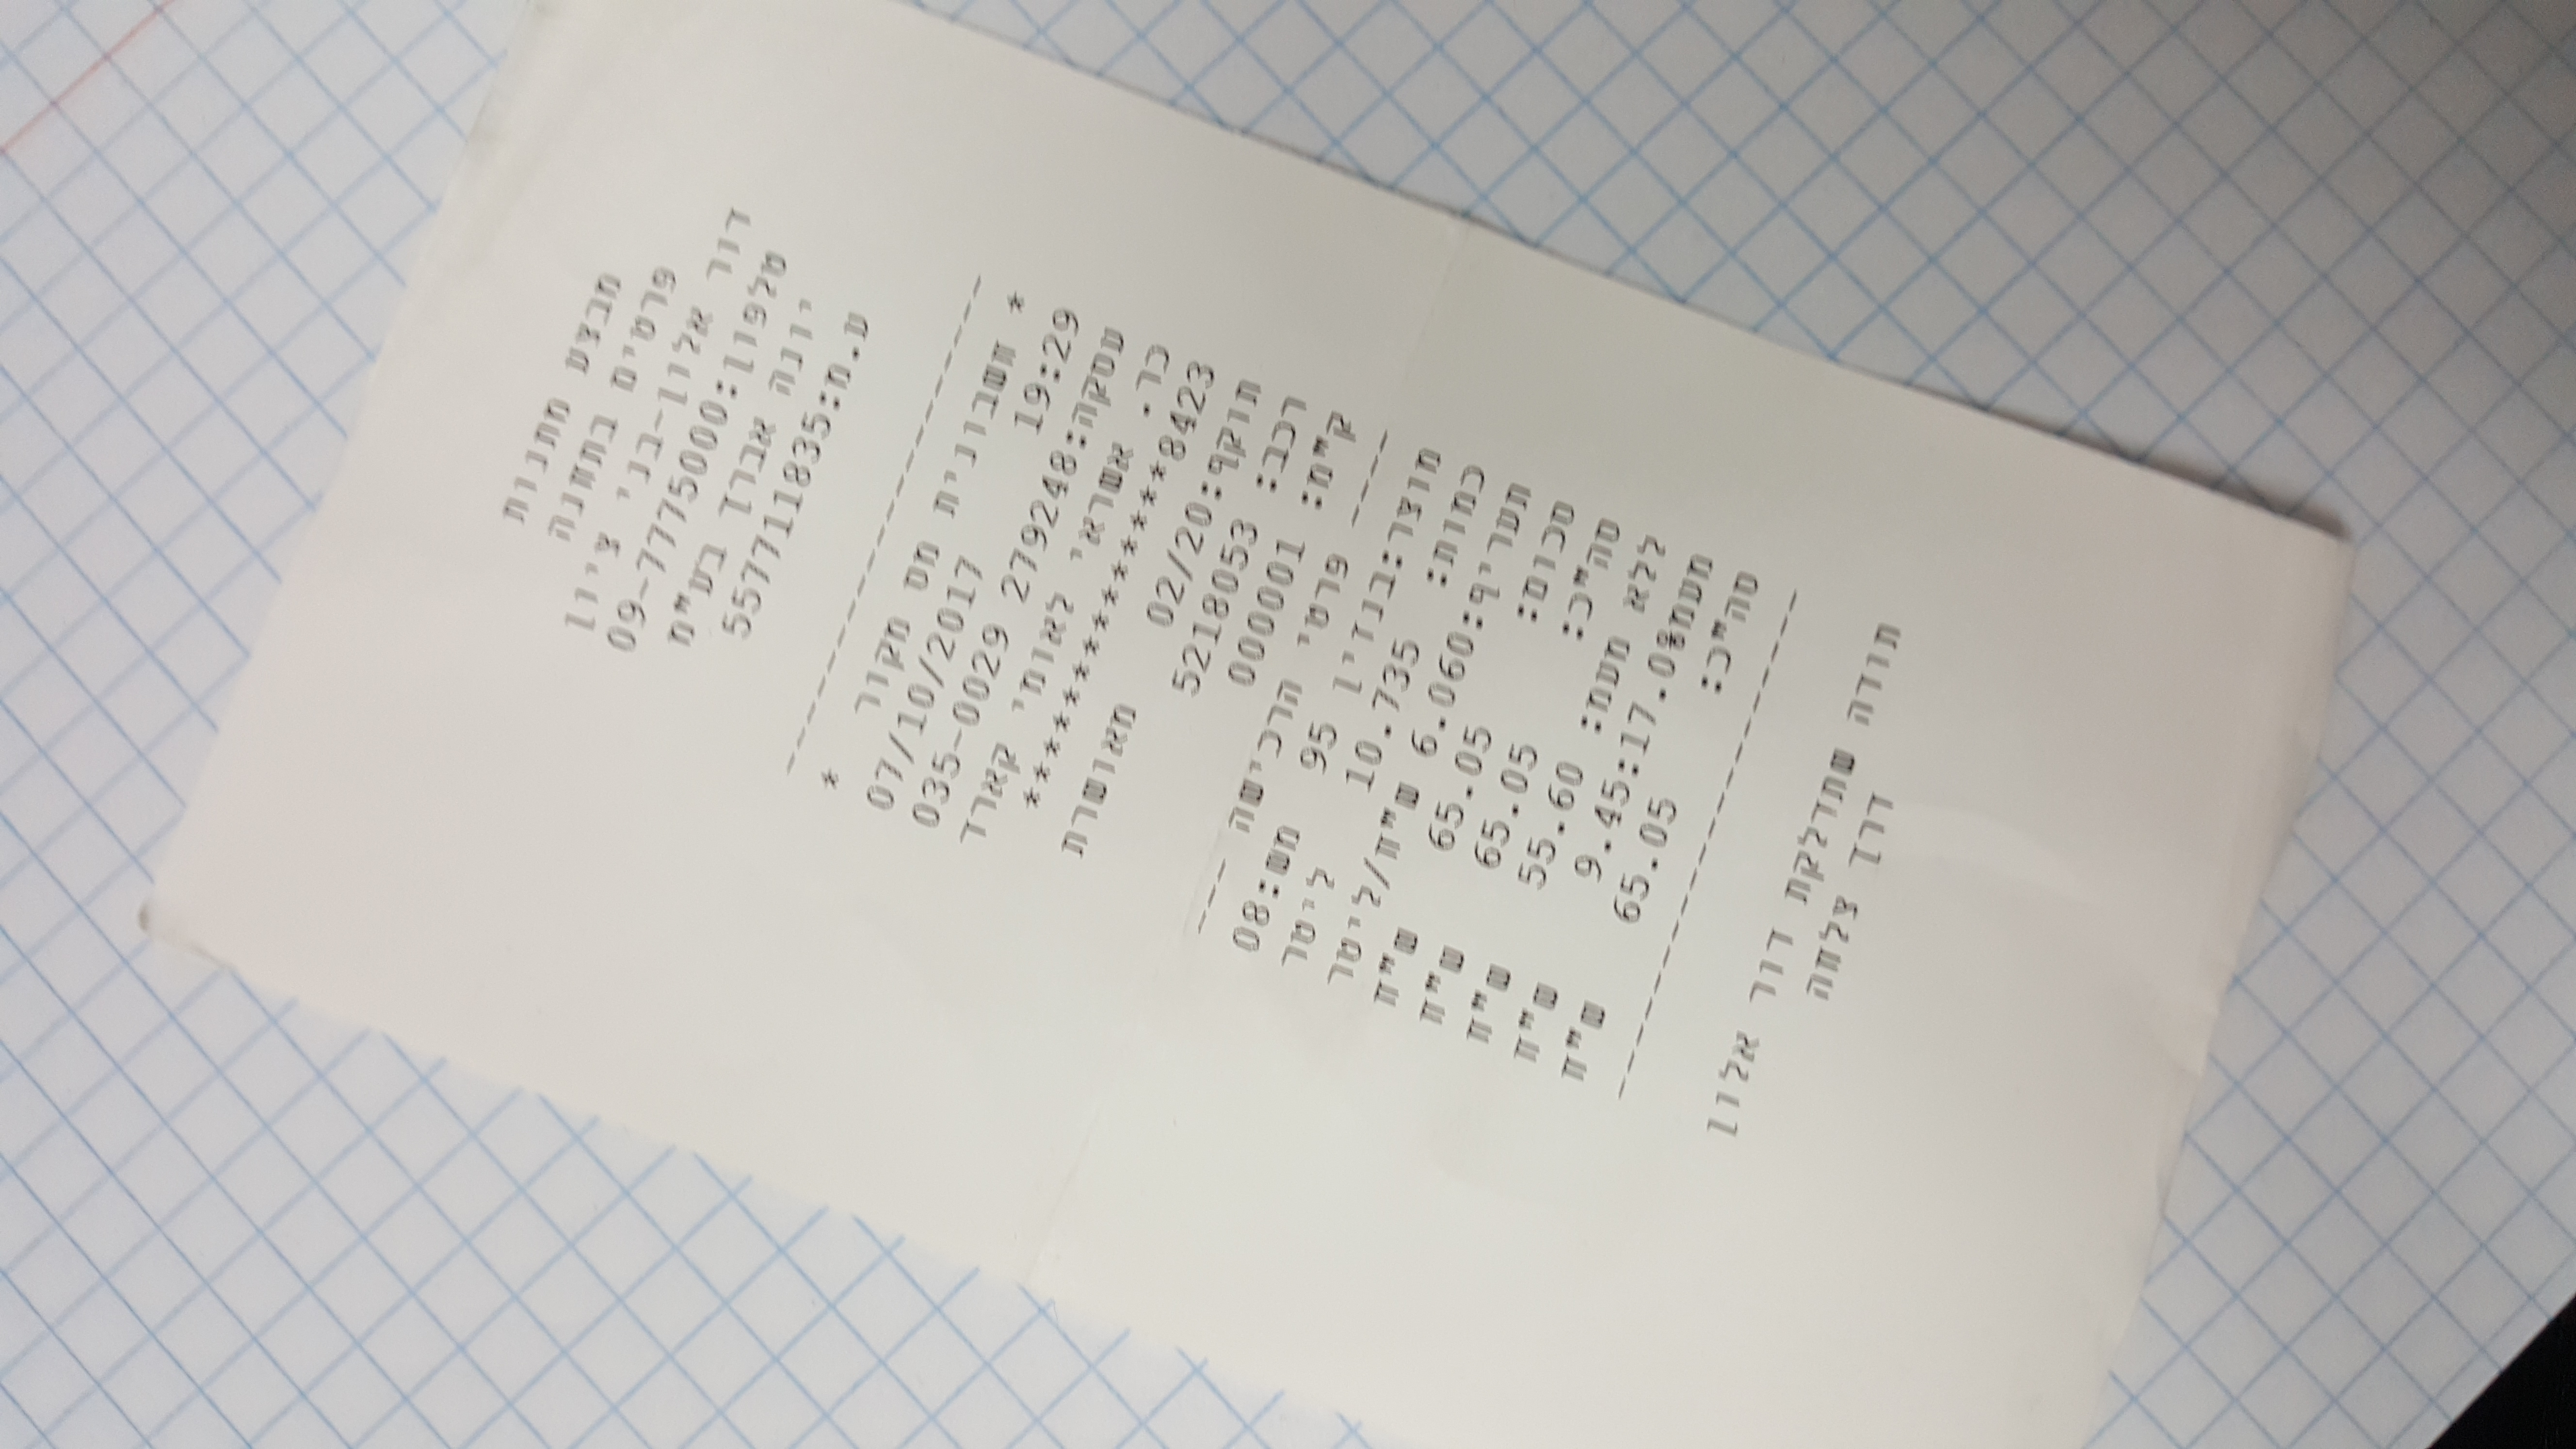 מבצע מתנות
פרטים בתחנה
דור אלון-בני ציון
טלפון:09-7775000
יונה אברך בע"מ
ע.מ:557711835
--------------------
* חשבונית מס מקור *
19:29 07/10/2017
עסקה:279248 035-0029
כר. אשראי לאומי קארד
**************8423
תוקף:02/20 מאושרת
רכב: 5218053
ק"מ: 000001
---- פרטי הרכישה ---
מוצר:בנזין 95 מש:08
כמות: 10.735 ליטר
תעריף:6.060 ש"ח/ליטר
סכום: 65.05 ש"ח
סה"כ: 65.05 ש"ח
ללא מעמ: 55.60 ש"ח
מעמ17.0%:9.45 ש"ח
סה"כ: 65.05 ש"ח
--------------------
תודה שתדלקת דור אלון
דרך צלחה